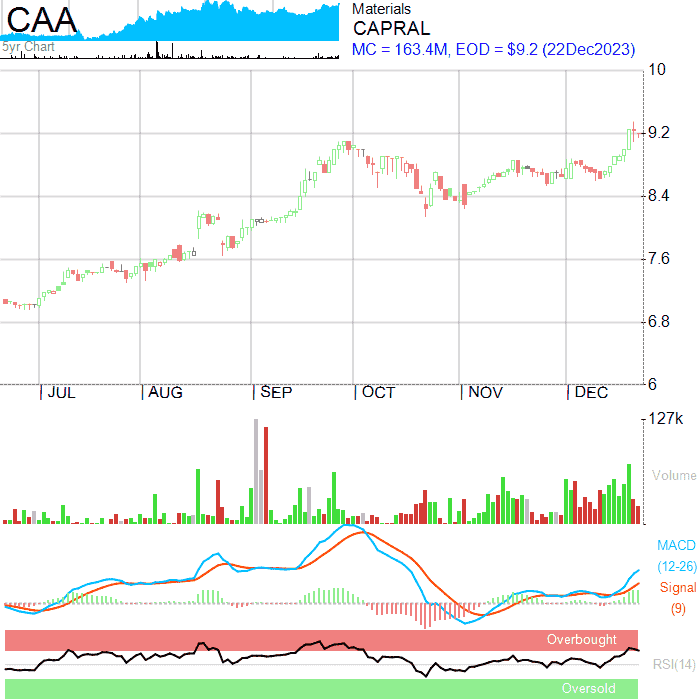 CAA
5yr Chart
Materials
CAPRAL
MC = 163.4M, EOD = $9.2 (22Dec2023)
10
9.2
8.4
7.6
6.8
6
JUL AUG SEP OCT NOV DEC
127k
Volume
MACD
(12-26)
Signal
(9)
Overbought
RSI(14)
Oversold